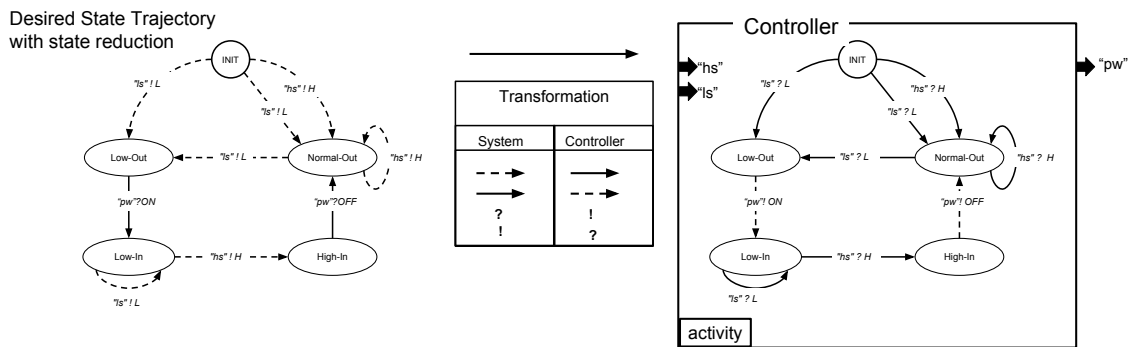 Desired State Trajectory
with state reduction
INIT
"ls" ! L
"ls" ! L
"hs" ! H
Low-Out
"ls" ! L
Normal-Out
"hs" ! H
"pw"?ON
"pw"?OFF
Low-In
"hs" ! H
High-In
"ls" ! L
Transformation
System
Controller
?
!
!
?
Controller
"hs"
"ls"
"pw"
INIT
"ls" ? L
"ls" ? L
"hs" ? H
Low-Out
"ls" ? L
Normal-Out
"hs" ? H
"pw"! ON
"pw"! OFF
Low-In
"hs" ? H
High-In
"ls" ? L
activity